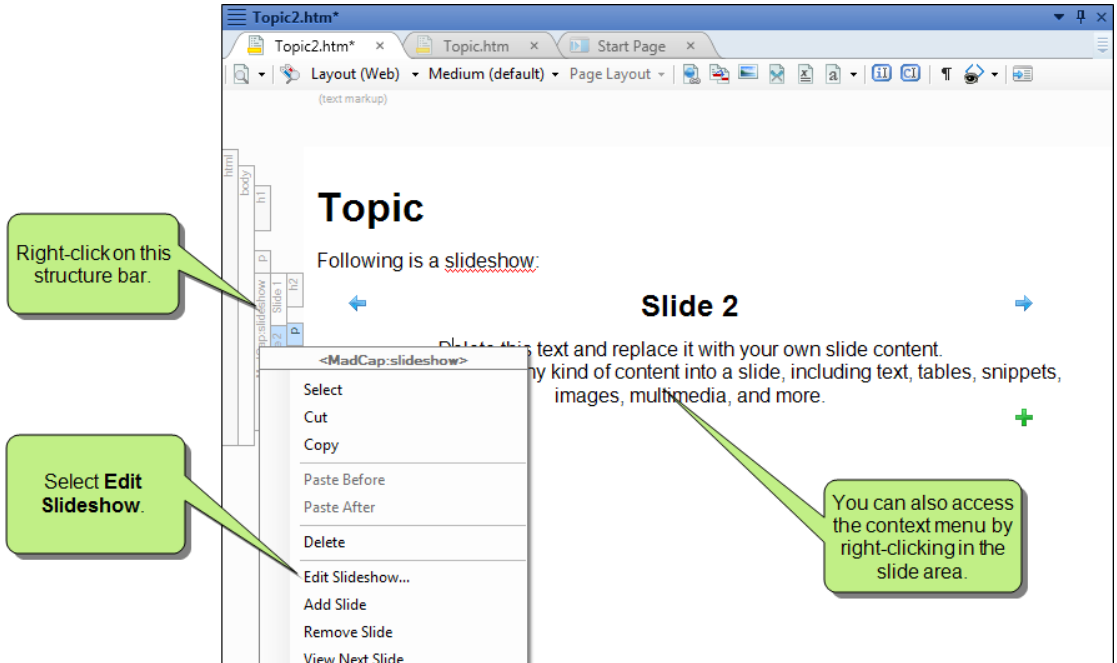 Topic2.htm*
Topic2.htm* × Topic.htm × Start Page ×
Layout (Web) Medium (default) Page Layout
(text markup)
html
body
h1
Topic
p
Following is a slideshow:
Slide 1
h2
Slide 2
p
Delete this text and replace it with your own slide content.
kind of content into a slide, including text, tables, snippets,
images, multimedia, and more.
<MadCap:slideshow>
Select
Cut
Copy
Paste Before
Paste After
Delete
Edit Slideshow...
Add Slide
Remove Slide
View Next Slide
Right-click on this
structure bar.
Select Edit
Slideshow.
You can also access
the context menu by
right-clicking in the
slide area.